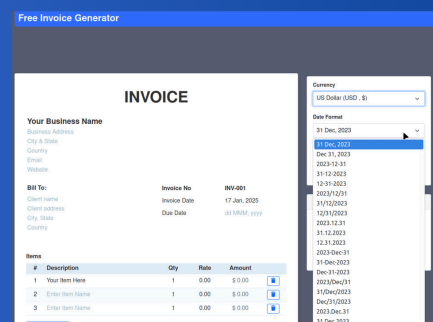 Free Invoice Generator
INVOICE
Your Business Name
Business Address
City & State
Country
Email
Website
Bill To:
Client name
Client address
City, State
Country
Invoice No INV-001
Invoice Date 17 Jan, 2025
Due Date dd MMM, yyyy
Items
# Description Qty Rate Amount
1 Your Item Here 1 0.00 $ 0.00
2 Enter Item Name 1 0.00 $ 0.00
3 Enter Item Name 1 0.00 $ 0.00
Currency
US Dollar (USD , $)
Date Format
31 Dec, 2023
31 Dec, 2023
Dec 31, 2023
2023-12-31
31-12-2023
12-31-2023
2023/12/31
31/12/2023
12/31/2023
2023.12.31
31.12.2023
12.31.2023
2023-Dec-31
31-Dec-2023
Dec-31-2023
2023/Dec/31
31/Dec/2023
Dec/31/2023
2023.Dec.31
31.Dec.2023